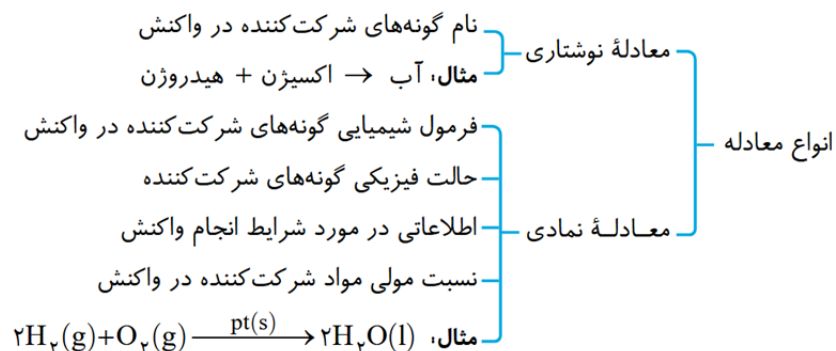 انواع معادله
معادلهٔ نوشتاری
نام گونه‌های شرکت‌کننده در واکنش
مثال: آب → اکسیژن + هیدروژن
معـادلـهٔ نمادی
فرمول شیمیایی گونه‌های شرکت‌کننده در واکنش
حالت فیزیکی گونه‌های شرکت‌کننده
اطلاعاتی در مورد شرایط انجام واکنش
نسبت مولی مواد شرکت‌کننده در واکنش
مثال: ۲H₂(g)+O₂(g) —pt(s)→ ۲H₂O(l)